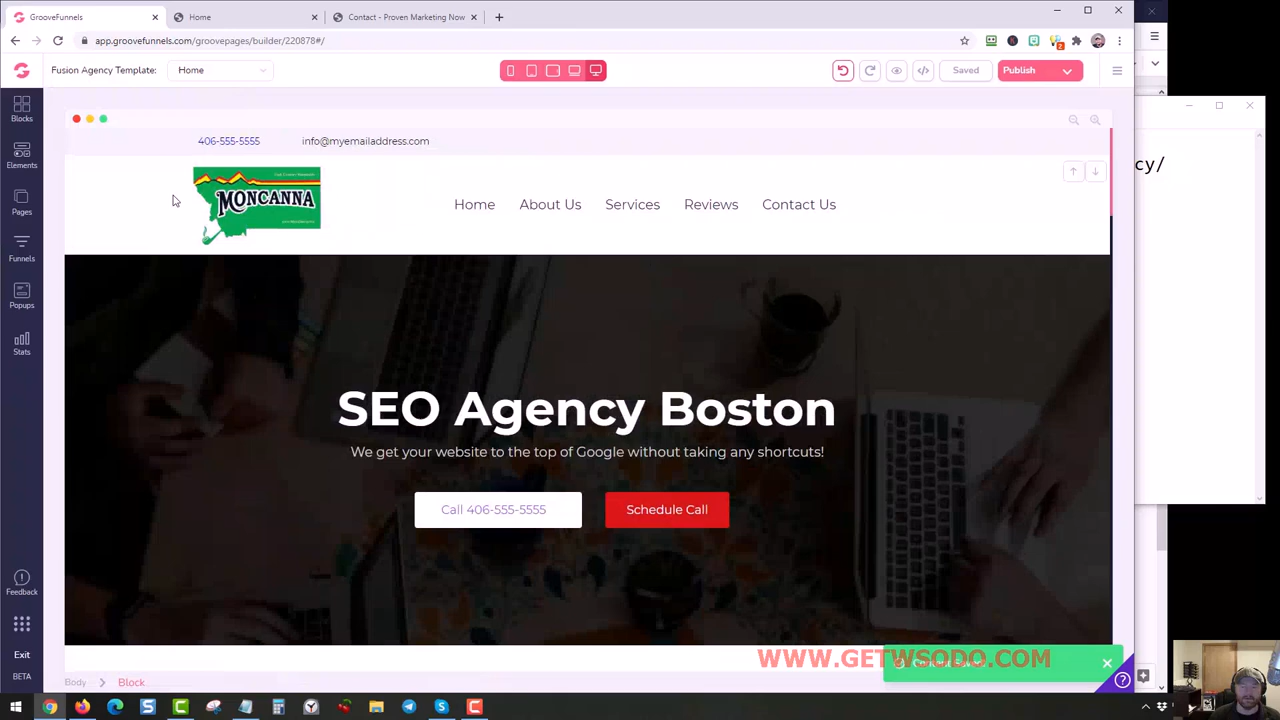 GrooveFunnels
Home
Contact - Proven Marketing Now
app.groovefunnels.com/groovepages/builder/220878#/
2
Fusion Agency Template:
Home
Saved
Publish
Blocks
Elements
Pages
Funnels
Popups
Stats
Feedback
Exit
BETA
406-555-5555
info@myemailaddress.com
MONCANNA
Home
About Us
Services
Reviews
Contact Us
cy/
SEO Agency Boston
We get your website to the top of Google without taking any shortcuts!
Call 406-555-5555
Schedule Call
WWW.GETWSODO.COM
Body
Block